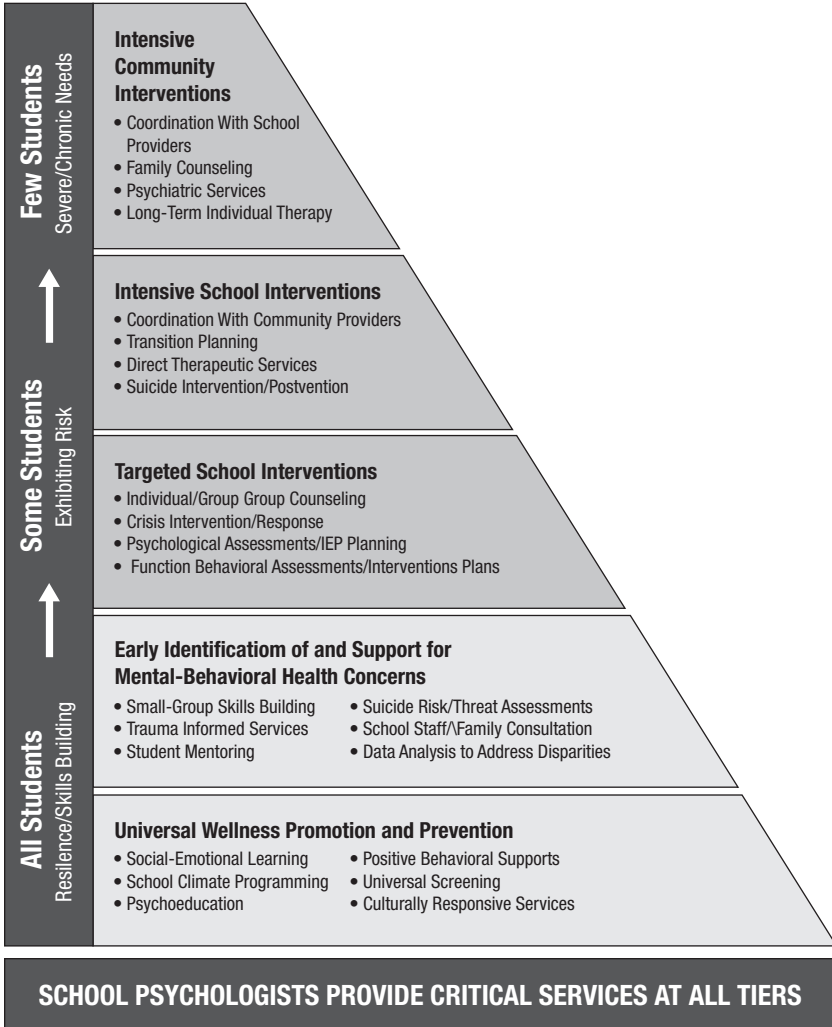 Few Students
Severe/Chronic Needs
Intensive
Community
Interventions
• Coordination With School
Providers
• Family Counseling
• Psychiatric Services
• Long-Term Individual Therapy
Intensive School Interventions
• Coordination With Community Providers
• Transition Planning
• Direct Therapeutic Services
• Suicide Intervention/Postvention
Some Students
Exhibiting Risk
Targeted School Interventions
• Individual/Group Group Counseling
• Crisis Intervention/Response
• Psychological Assessments/IEP Planning
• Function Behavioral Assessments/Interventions Plans
All Students
Resilence/Skills Building
Early Identificatiom of and Support for
Mental-Behavioral Health Concerns
• Small-Group Skills Building
• Trauma Informed Services
• Student Mentoring
• Suicide Risk/Threat Assessments
• School Staff/\Family Consultation
• Data Analysis to Address Disparities
Universal Wellness Promotion and Prevention
• Social-Emotional Learning
• School Climate Programming
• Psychoeducation
• Positive Behavioral Supports
• Universal Screening
• Culturally Responsive Services
SCHOOL PSYCHOLOGISTS PROVIDE CRITICAL SERVICES AT ALL TIERS